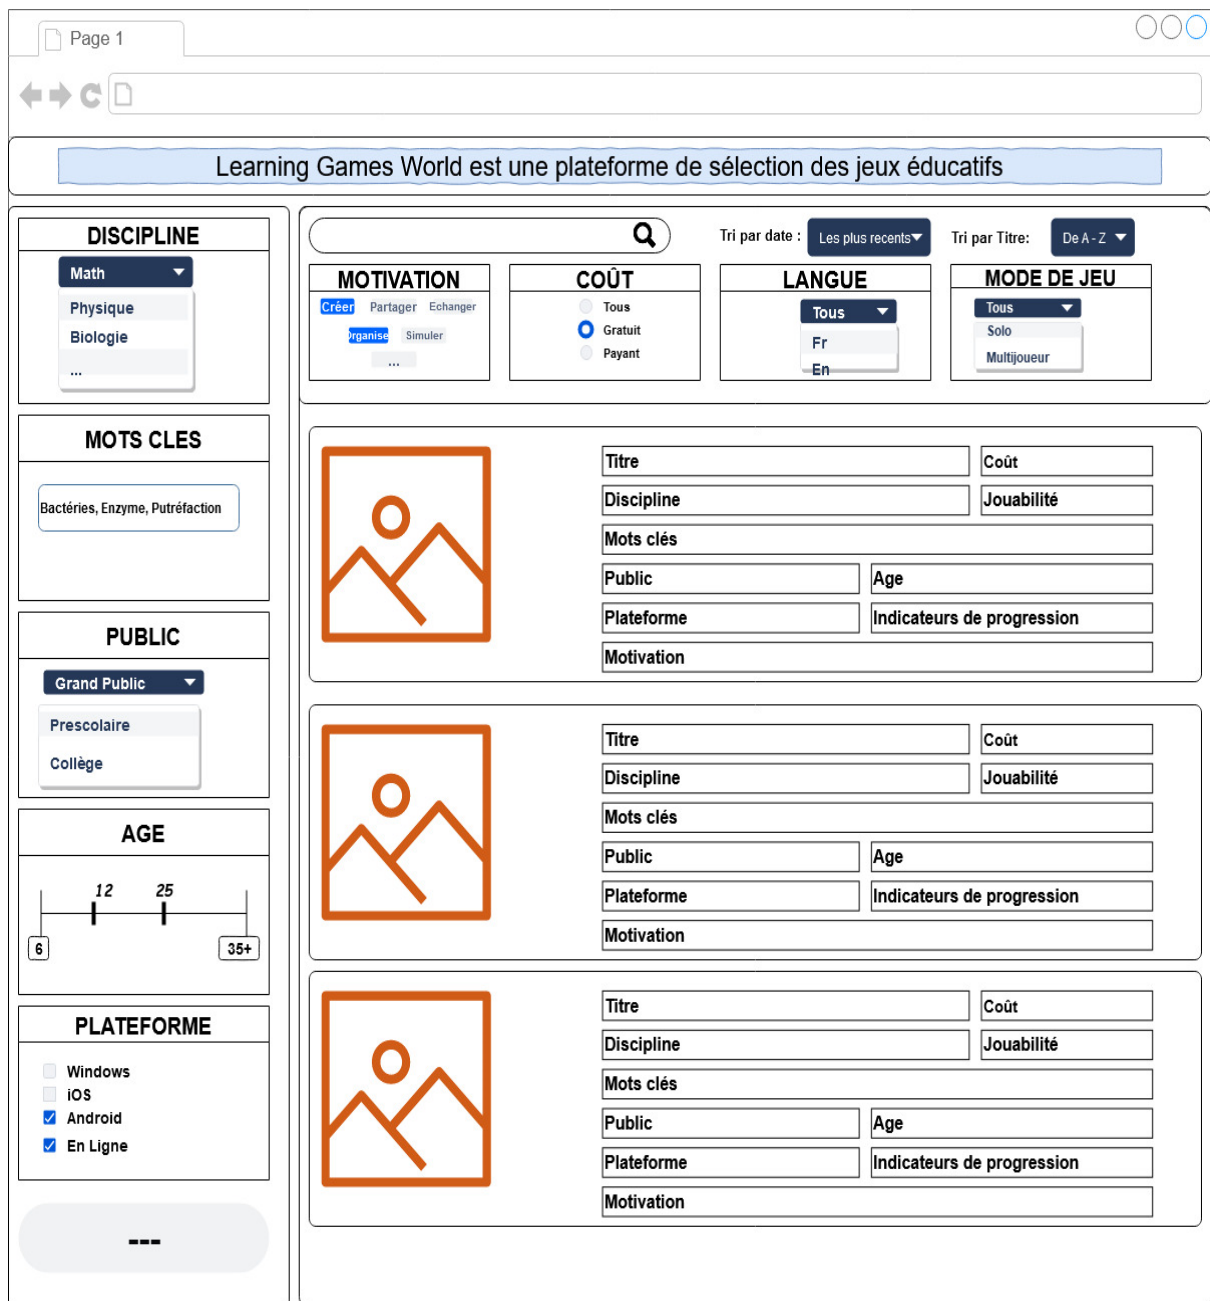 Page 1
Learning Games World est une plateforme de sélection des jeux éducatifs
DISCIPLINE
Math
Physique
Biologie
...
MOTS CLES
Bactéries, Enzyme, Putréfaction
PUBLIC
Grand Public
Prescolaire
Collège
AGE
12 25
6 35+
PLATEFORME
Windows
iOS
Android
En Ligne
---
Tri par date : Les plus recents Tri par Titre: De A - Z
MOTIVATION
Créer Partager Echanger
Organise Simuler
...
COÛT
Tous
Gratuit
Payant
LANGUE
Tous
Fr
En
MODE DE JEU
Tous
Solo
Multijoueur
Titre Coût
Discipline Jouabilité
Mots clés
Public Age
Plateforme Indicateurs de progression
Motivation
Titre Coût
Discipline Jouabilité
Mots clés
Public Age
Plateforme Indicateurs de progression
Motivation
Titre Coût
Discipline Jouabilité
Mots clés
Public Age
Plateforme Indicateurs de progression
Motivation